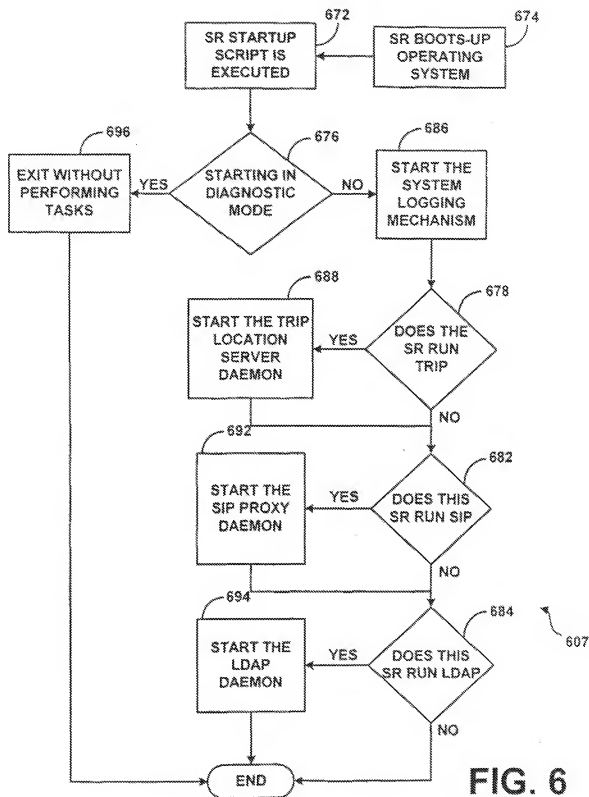 672
674
SR STARTUP
SCRIPT IS
EXECUTED
SR BOOTS-UP
OPERATING
SYSTEM
696
676
686
EXIT WITHOUT
PERFORMING
TASKS
YES
STARTING IN
DIAGNOSTIC
MODE
NO
START THE
SYSTEM
LOGGING
MECHANISM
688
678
START THE TRIP
LOCATION
SERVER
DAEMON
YES
DOES THE
SR RUN
TRIP
NO
692
682
START THE
SIP PROXY
DAEMON
YES
DOES THIS
SR RUN SIP
NO
694
684
607
START THE
LDAP
DAEMON
YES
DOES THIS
SR RUN LDAP
NO
END
FIG. 6